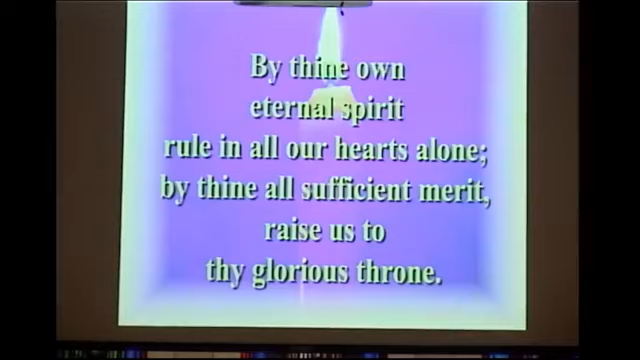 By thine own
eternal spirit
rule in all our hearts alone;
by thine all sufficient merit,
raise us to
thy glorious throne.